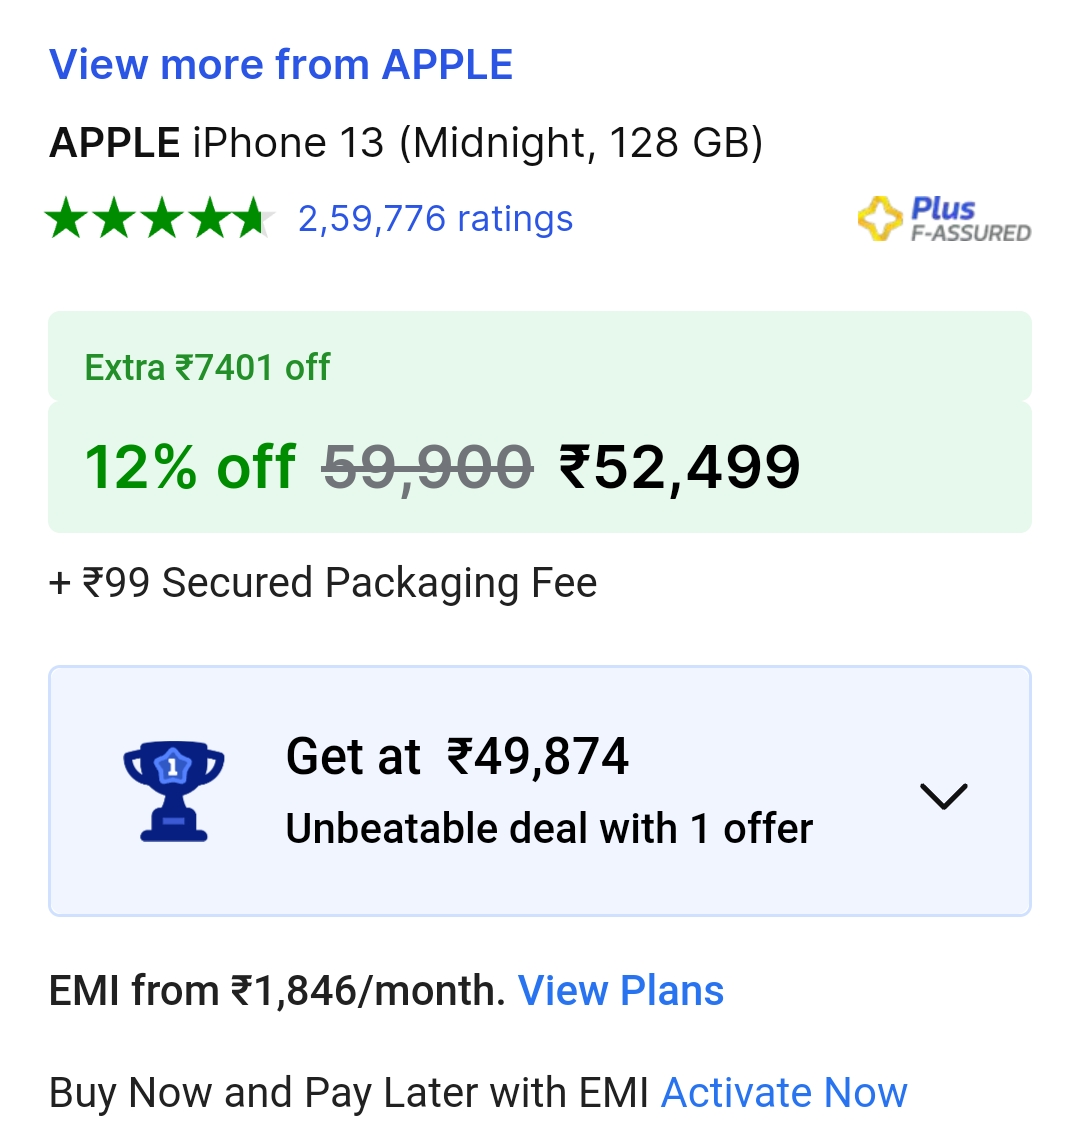 View more from APPLE
APPLE iPhone 13 (Midnight, 128 GB)
2,59,776 ratings
Plus
F-ASSURED
Extra ₹7401 off
12% off 59,900 ₹52,499
+ ₹99 Secured Packaging Fee
1
Get at ₹49,874
Unbeatable deal with 1 offer
EMI from ₹1,846/month. View Plans
Buy Now and Pay Later with EMI Activate Now